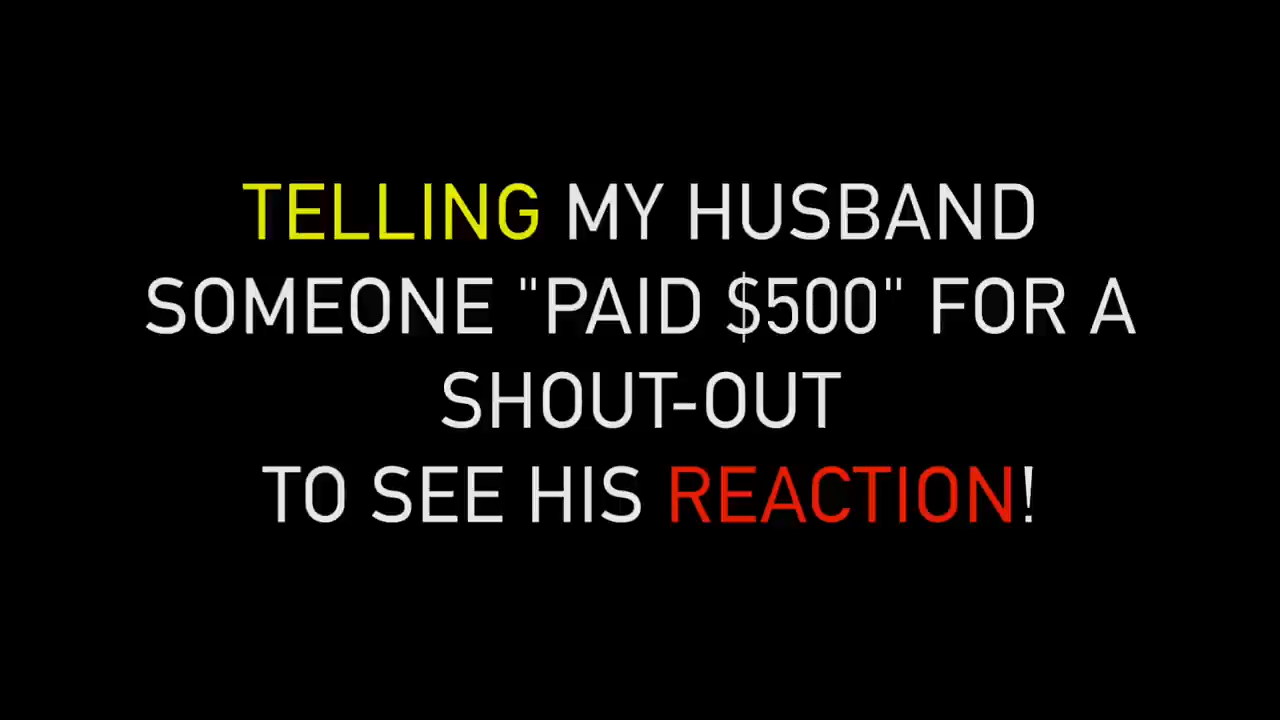 TELLING MY HUSBAND
SOMEONE "PAID $500" FOR A
SHOUT-OUT
TO SEE HIS REACTION!